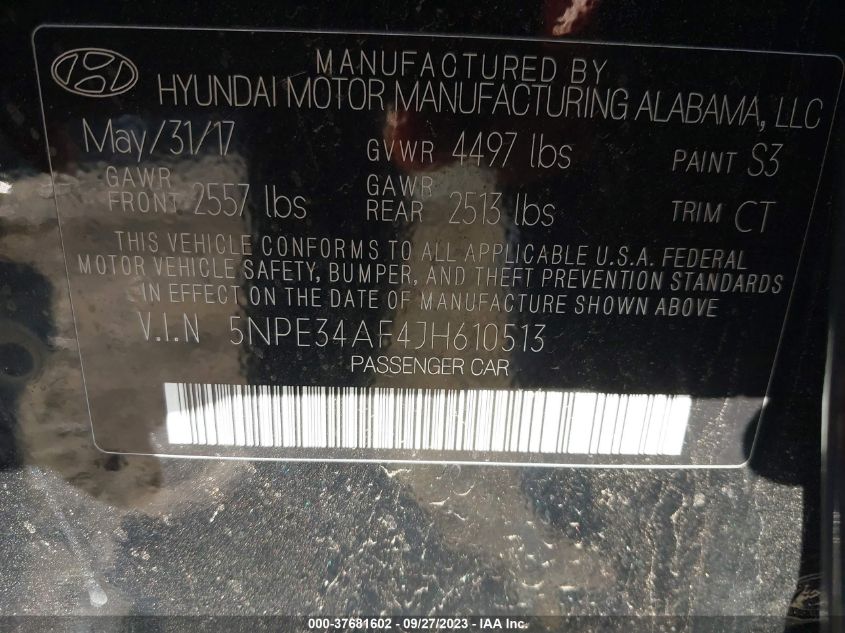 MANUFACTURED BY
HYUNDAI MOTOR MANUFACTURING ALABAMA, LLC
May/31/17 GVWR 4497 lbs PAINT S3
GAWR FRONT 2557 lbs GAWR REAR 2513 lbs TRIM CT
THIS VEHICLE CONFORMS TO ALL APPLICABLE U.S.A. FEDERAL
MOTOR VEHICLE SAFETY, BUMPER, AND THEFT PREVENTION STANDARDS
IN EFFECT ON THE DATE OF MANUFACTURE SHOWN ABOVE
V.I.N 5NPE34AF4JH610513
PASSENGER CAR
000-37681602 - 09/27/2023 - IAA Inc.